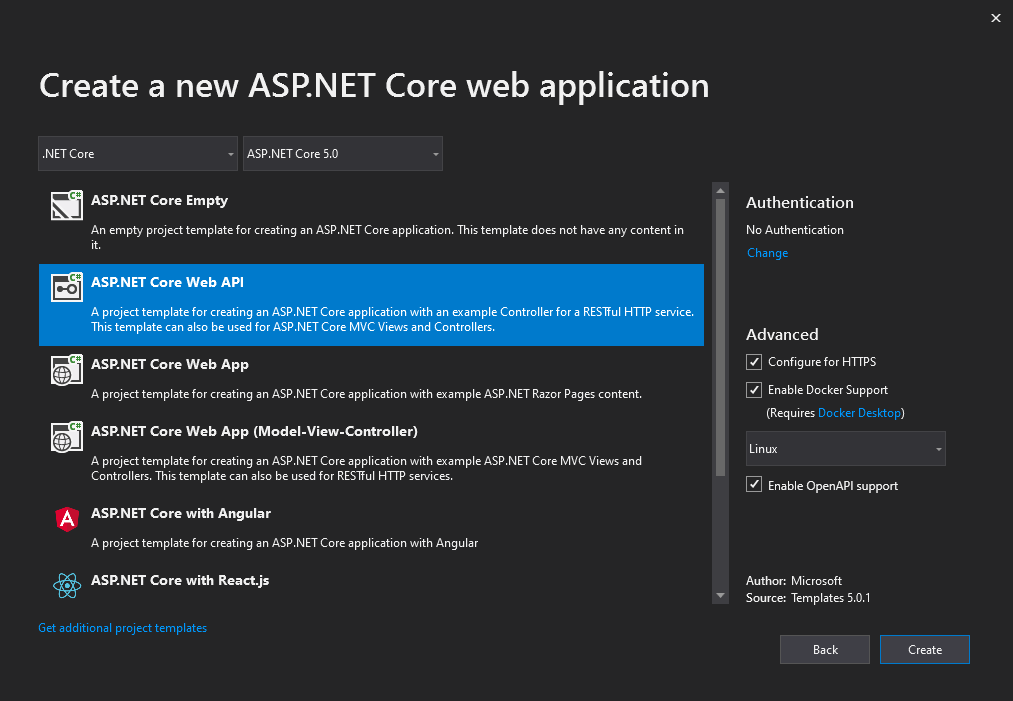 Create a new ASP.NET Core web application
.NET Core
ASP.NET Core 5.0
ASP.NET Core Empty
An empty project template for creating an ASP.NET Core application. This template does not have any content in
it.
ASP.NET Core Web API
A project template for creating an ASP.NET Core application with an example Controller for a RESTful HTTP service.
This template can also be used for ASP.NET Core MVC Views and Controllers.
ASP.NET Core Web App
A project template for creating an ASP.NET Core application with example ASP.NET Razor Pages content.
ASP.NET Core Web App (Model-View-Controller)
A project template for creating an ASP.NET Core application with example ASP.NET Core MVC Views and
Controllers. This template can also be used for RESTful HTTP services.
ASP.NET Core with Angular
A project template for creating an ASP.NET Core application with Angular
ASP.NET Core with React.js
Get additional project templates
Authentication
No Authentication
Change
Advanced
Configure for HTTPS
Enable Docker Support
(Requires Docker Desktop)
Linux
Enable OpenAPI support
Author: Microsoft
Source: Templates 5.0.1
Back
Create